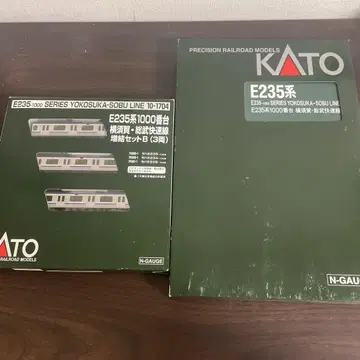 E235-1000 SERIES YOKOSUKA-SOBU LINE 10-1704
E235系1000番台
横須賀・総武快速線
増結セットB(3両)
KATO
RAILROAD MODELS
N-GAUGE
PRECISION RAILROAD MODELS
KATO
E235系
E235-1000 SERIES YOKOSUKA-SOBU LINE
E235系1000番台 横須賀・総武快速線
N-GAUGE